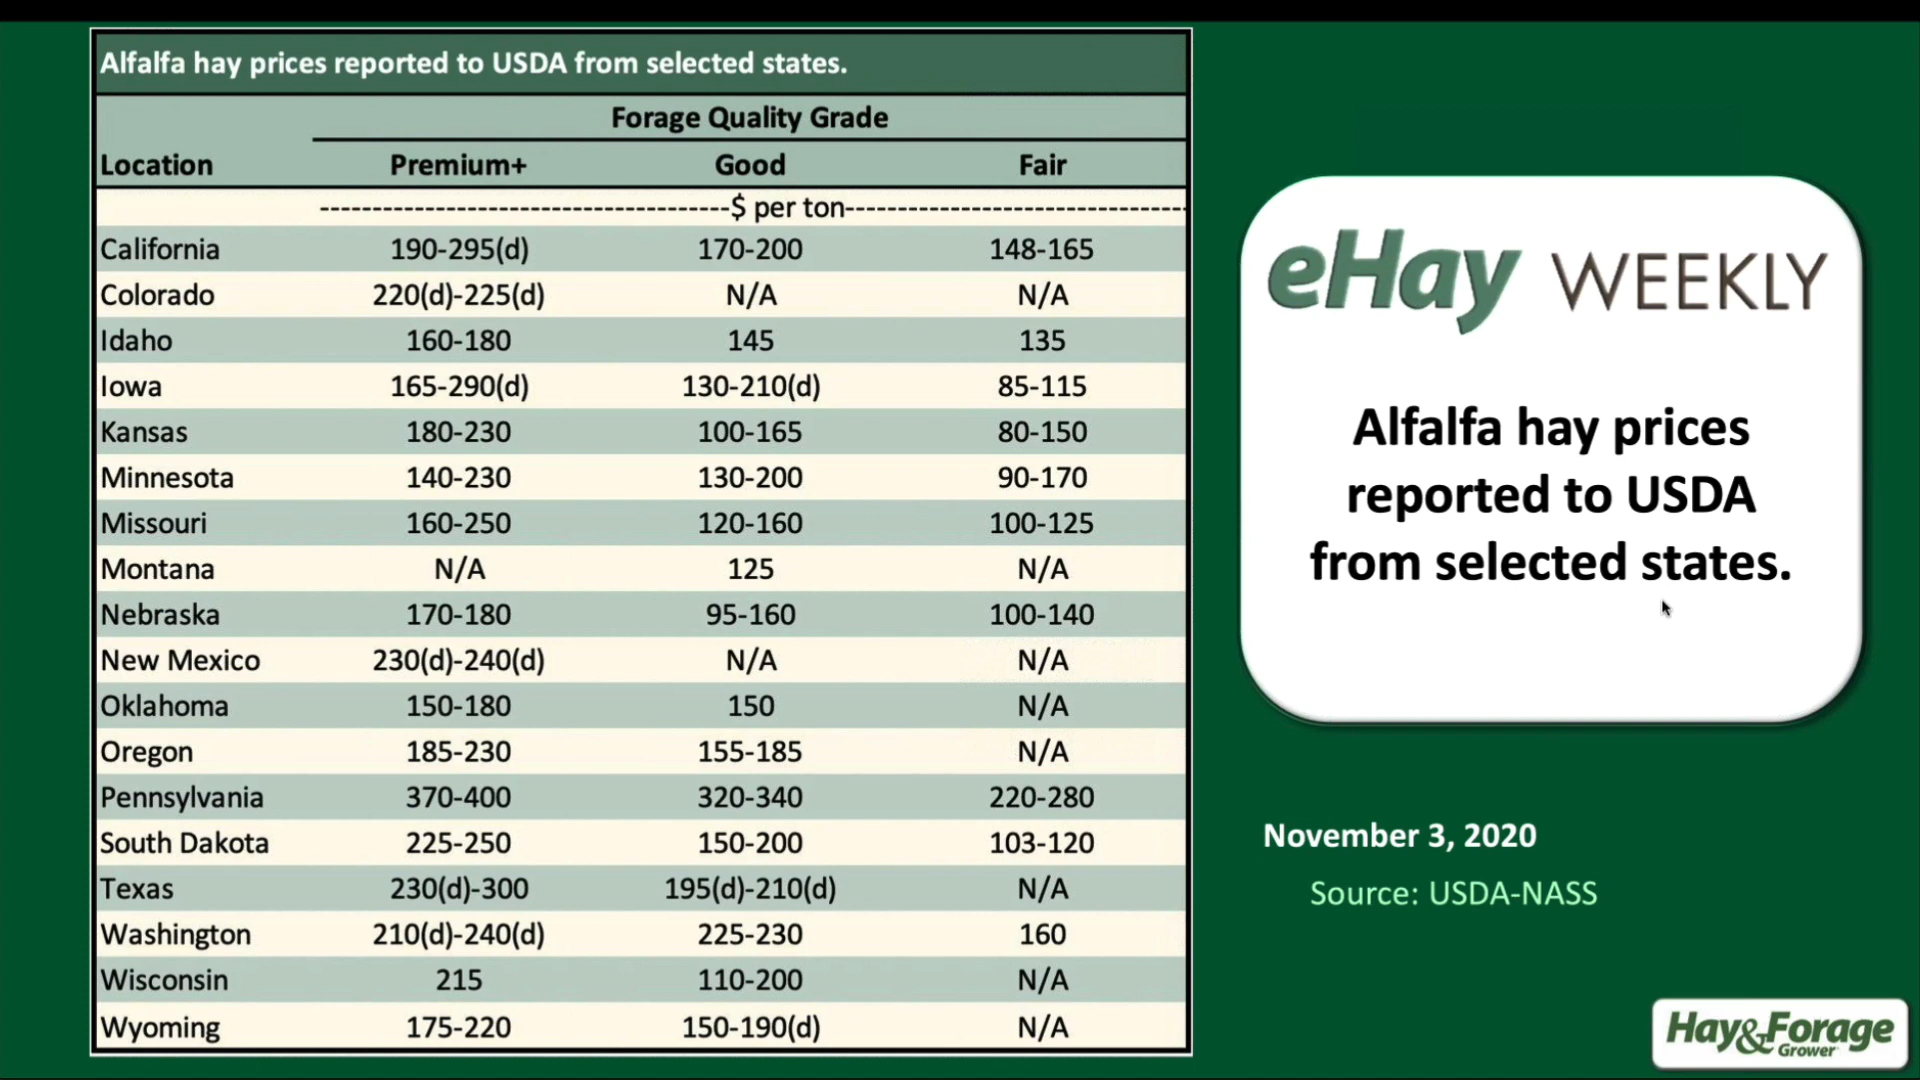 Alfalfa hay prices reported to USDA from selected states.
Forage Quality Grade
Location Premium+ Good Fair
-----------------------------------$ per ton-----------------------------
California 190-295(d) 170-200 148-165
Colorado 220(d)-225(d) N/A N/A
Idaho 160-180 145 135
Iowa 165-290(d) 130-210(d) 85-115
Kansas 180-230 100-165 80-150
Minnesota 140-230 130-200 90-170
Missouri 160-250 120-160 100-125
Montana N/A 125 N/A
Nebraska 170-180 95-160 100-140
New Mexico 230(d)-240(d) N/A N/A
Oklahoma 150-180 150 N/A
Oregon 185-230 155-185 N/A
Pennsylvania 370-400 320-340 220-280
South Dakota 225-250 150-200 103-120
Texas 230(d)-300 195(d)-210(d) N/A
Washington 210(d)-240(d) 225-230 160
Wisconsin 215 110-200 N/A
Wyoming 175-220 150-190(d) N/A
eHay WEEKLY
Alfalfa hay prices
reported to USDA
from selected states.
November 3, 2020
Source: USDA-NASS
Hay&Forage
Grower